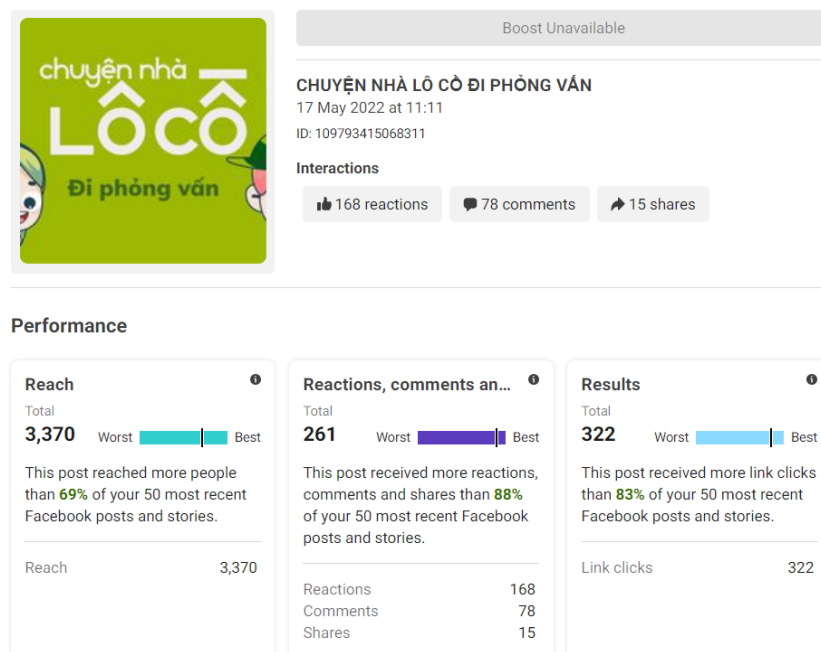 chuyện nhà
LÔ CỒ
Đi phỏng vấn
Boost Unavailable
CHUYỆN NHÀ LÔ CỒ ĐI PHỎNG VẤN
17 May 2022 at 11:11
ID: 109793415068311
Interactions
168 reactions
78 comments
15 shares
Performance
Reach
Total
3,370
Worst
Best
This post reached more people
than 69% of your 50 most recent
Facebook posts and stories.
Reach
3,370
Reactions, comments an...
Total
261
Worst
Best
This post received more reactions,
comments and shares than 88%
of your 50 most recent Facebook
posts and stories.
Reactions
168
Comments
78
Shares
15
Results
Total
322
Worst
Best
This post received more link clicks
than 83% of your 50 most recent
Facebook posts and stories.
Link clicks
322